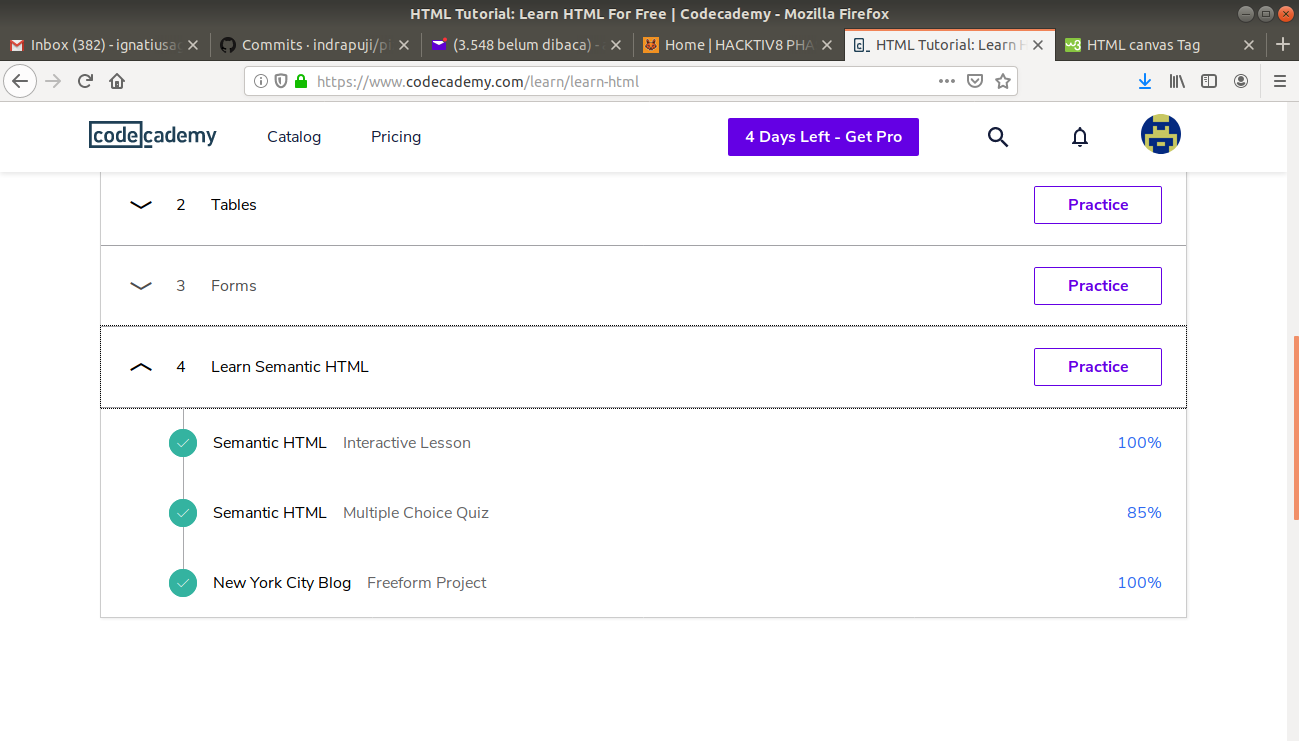 HTML Tutorial: Learn HTML For Free | Codecademy - Mozilla Firefox
Inbox (382) - ignatiusa
Commits · indrapuji/pi
(3.548 belum dibaca) -
Home | HACKTIV8 PHA
HTML Tutorial: Learn H
HTML canvas Tag
https://www.codecademy.com/learn/learn-html
codecademy
Catalog
Pricing
4 Days Left - Get Pro
2 Tables Practice
3 Forms Practice
4 Learn Semantic HTML Practice
Semantic HTML Interactive Lesson 100%
Semantic HTML Multiple Choice Quiz 85%
New York City Blog Freeform Project 100%